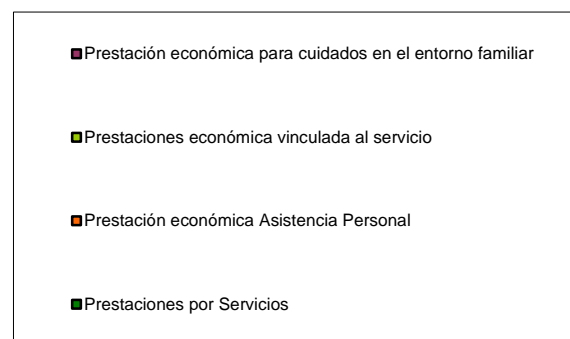 Prestación económica para cuidados en el entorno familiar
Prestaciones económica vinculada al servicio
Prestación económica Asistencia Personal
Prestaciones por Servicios